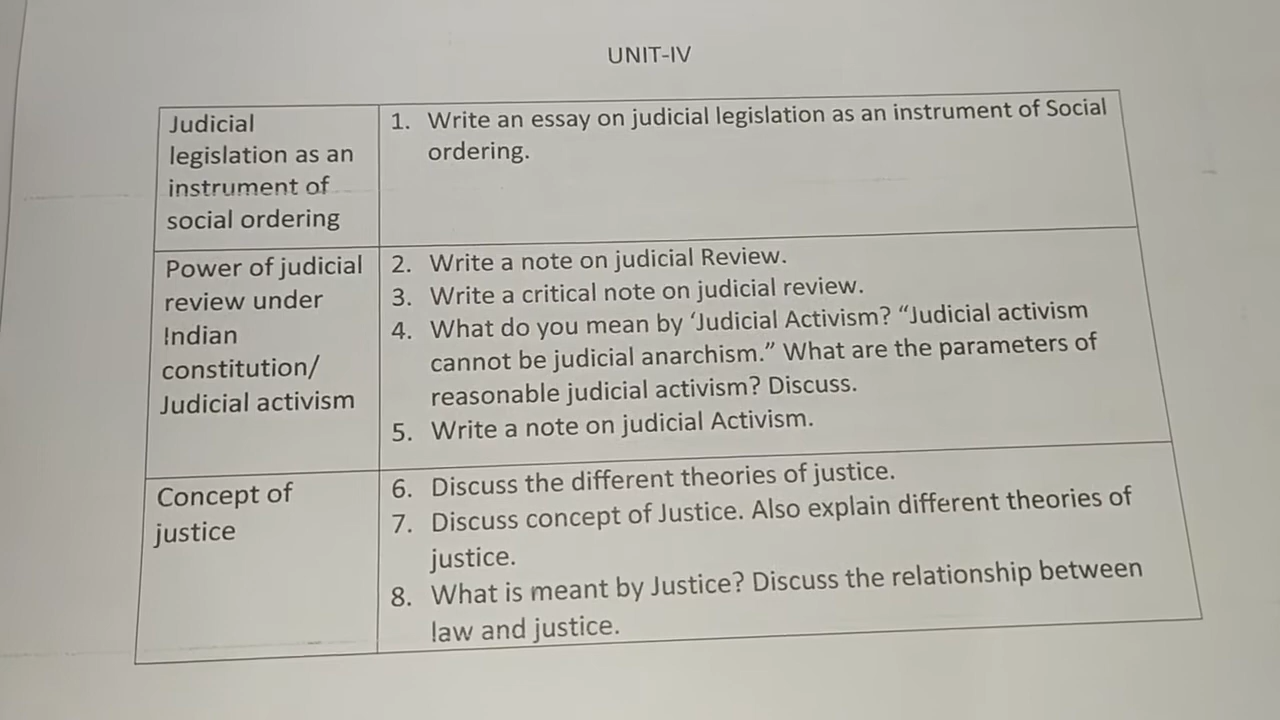 UNIT-IV
Judicial
legislation as an
instrument of
social ordering
1. Write an essay on judicial legislation as an instrument of Social
ordering.
Power of judicial
review under
Indian
constitution/
Judicial activism
2. Write a note on judicial Review.
3. Write a critical note on judicial review.
4. What do you mean by ‘Judicial Activism? “Judicial activism
cannot be judicial anarchism.” What are the parameters of
reasonable judicial activism? Discuss.
5. Write a note on judicial Activism.
Concept of
justice
6. Discuss the different theories of justice.
7. Discuss concept of Justice. Also explain different theories of
justice.
8. What is meant by Justice? Discuss the relationship between
law and justice.